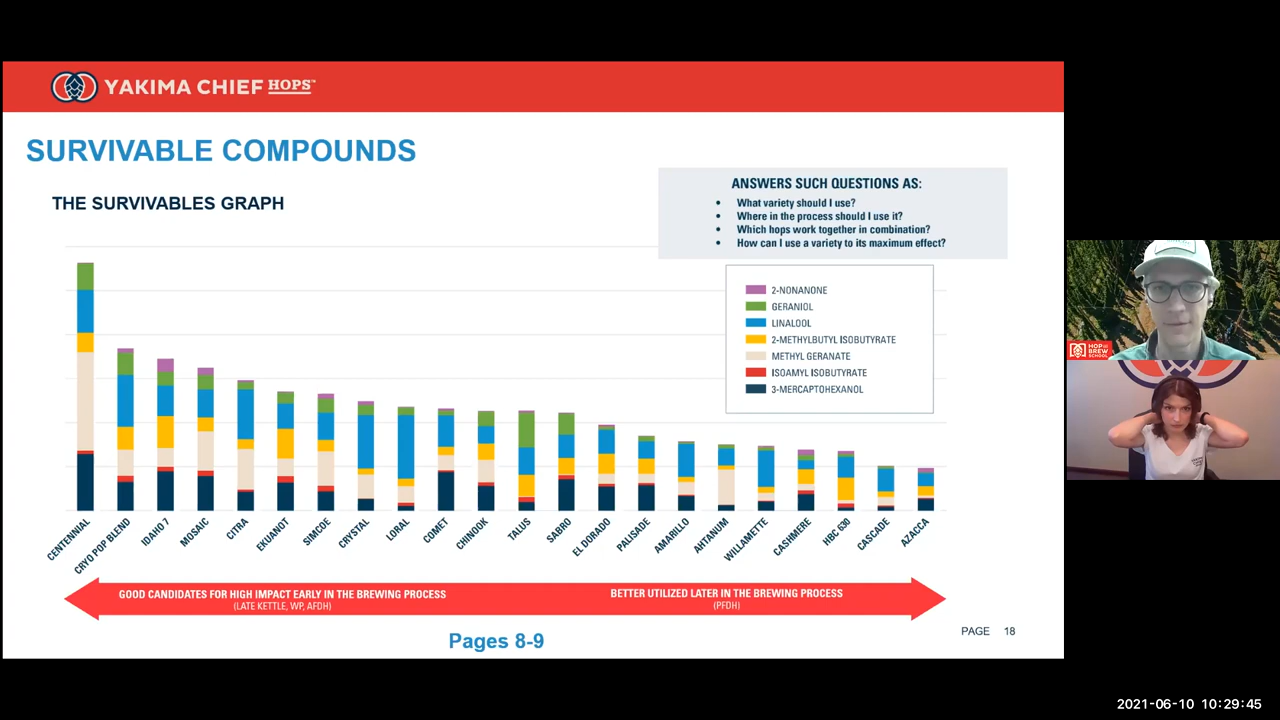 YAKIMA CHIEF HOPS™
SURVIVABLE COMPOUNDS
THE SURVIVABLES GRAPH
ANSWERS SUCH QUESTIONS AS:
• What variety should I use?
• Where in the process should I use it?
• Which hops work together in combination?
• How can I use a variety to its maximum effect?
2-NONANONE
GERANIOL
LINALOOL
2-METHYLBUTYL ISOBUTYRATE
METHYL GERANATE
ISOAMYL ISOBUTYRATE
3-MERCAPTOHEXANOL
CENTENNIAL
CRYO POP BLEND
IDAHO 7
MOSAIC
CITRA
EKUANOT
SIMCOE
CRYSTAL
LORAL
COMET
CHINOOK
TALUS
SABRO
EL DORADO
PALISADE
AMARILLO
AHTANUM
WILLAMETTE
CASHMERE
HBC 630
CASCADE
AZACCA
GOOD CANDIDATES FOR HIGH IMPACT EARLY IN THE BREWING PROCESS
(LATE KETTLE, WP, AFDH)
BETTER UTILIZED LATER IN THE BREWING PROCESS
(PFDH)
Pages 8-9
PAGE 18
HOP
BREW
SCHOOL
2021-06-10 10:29:45